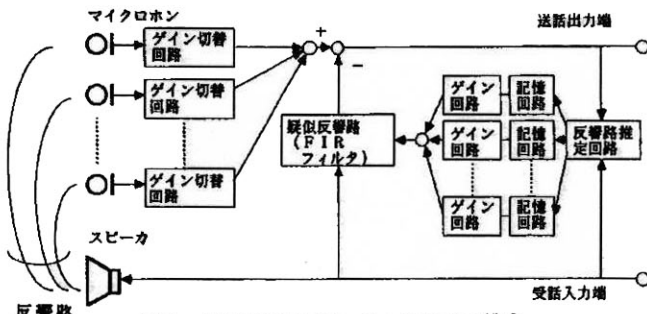 マイクロホン
ゲイン切替
回路
ゲイン切替
回路
ゲイン切替
回路
+
+
−
送話出力端
疑似反響路
(FIR
フィルタ)
ゲイン
回路
記憶
回路
ゲイン
回路
記憶
回路
ゲイン
回路
記憶
回路
反響路推
定回路
スピーカ
受話入力端
反響路